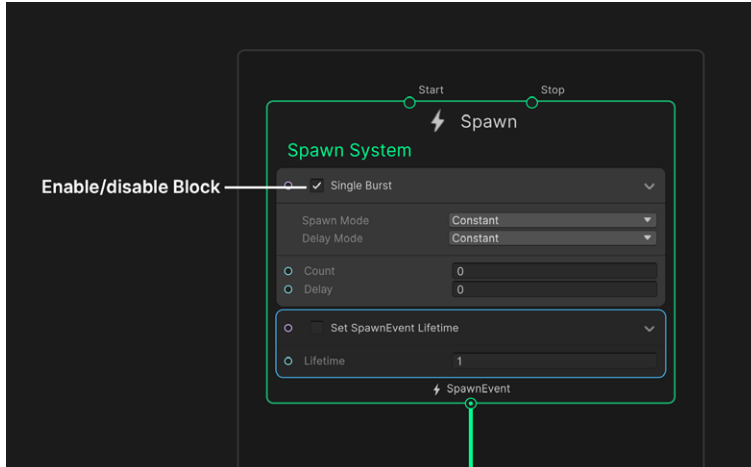 Start
Stop
Spawn
Spawn System
Enable/disable Block
Single Burst
Spawn Mode Constant
Delay Mode Constant
Count 0
Delay 0
Set SpawnEvent Lifetime
Lifetime 1
SpawnEvent